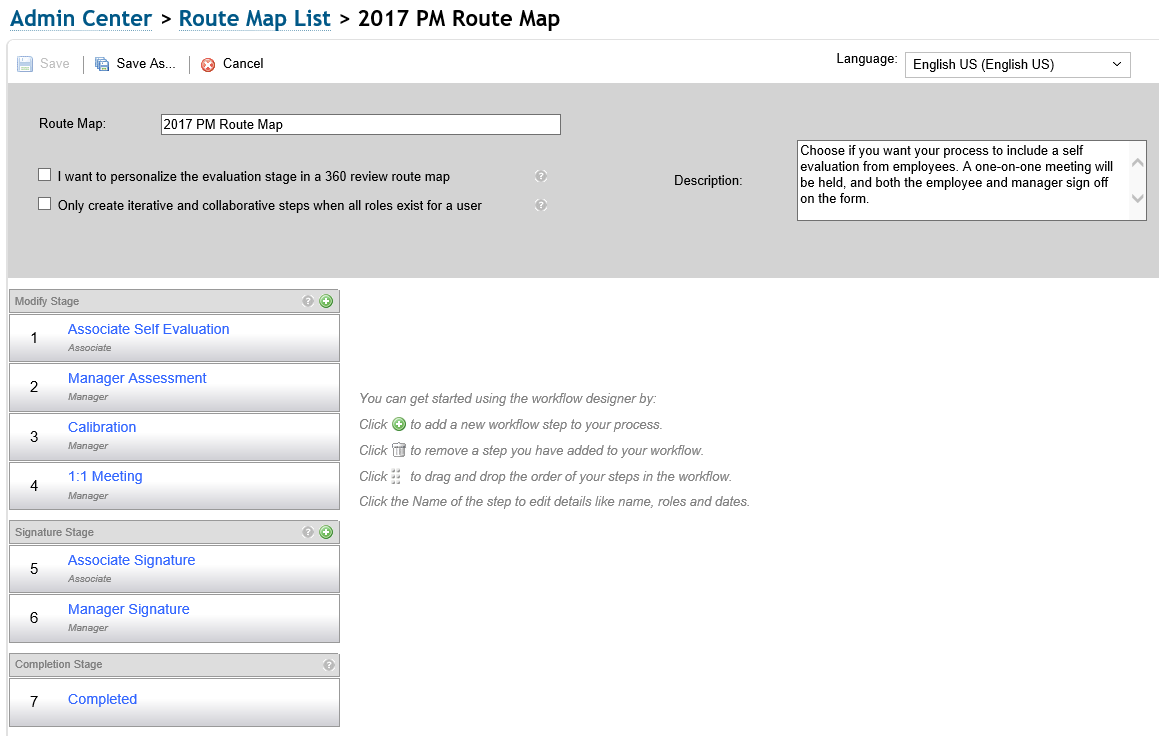 Admin Center > Route Map List > 2017 PM Route Map
Save Save As... Cancel Language: English US (English US)
Route Map: 2017 PM Route Map
I want to personalize the evaluation stage in a 360 review route map ?
Only create iterative and collaborative steps when all roles exist for a user ?
Description:
Choose if you want your process to include a self
evaluation from employees. A one-on-one meeting will
be held, and both the employee and manager sign off
on the form.
Modify Stage ?
1 Associate Self Evaluation
Associate
2 Manager Assessment
Manager
3 Calibration
Manager
4 1:1 Meeting
Manager
Signature Stage ?
5 Associate Signature
Associate
6 Manager Signature
Manager
Completion Stage ?
7 Completed
You can get started using the workflow designer by:
Click to add a new workflow step to your process.
Click to remove a step you have added to your workflow.
Click to drag and drop the order of your steps in the workflow.
Click the Name of the step to edit details like name, roles and dates.